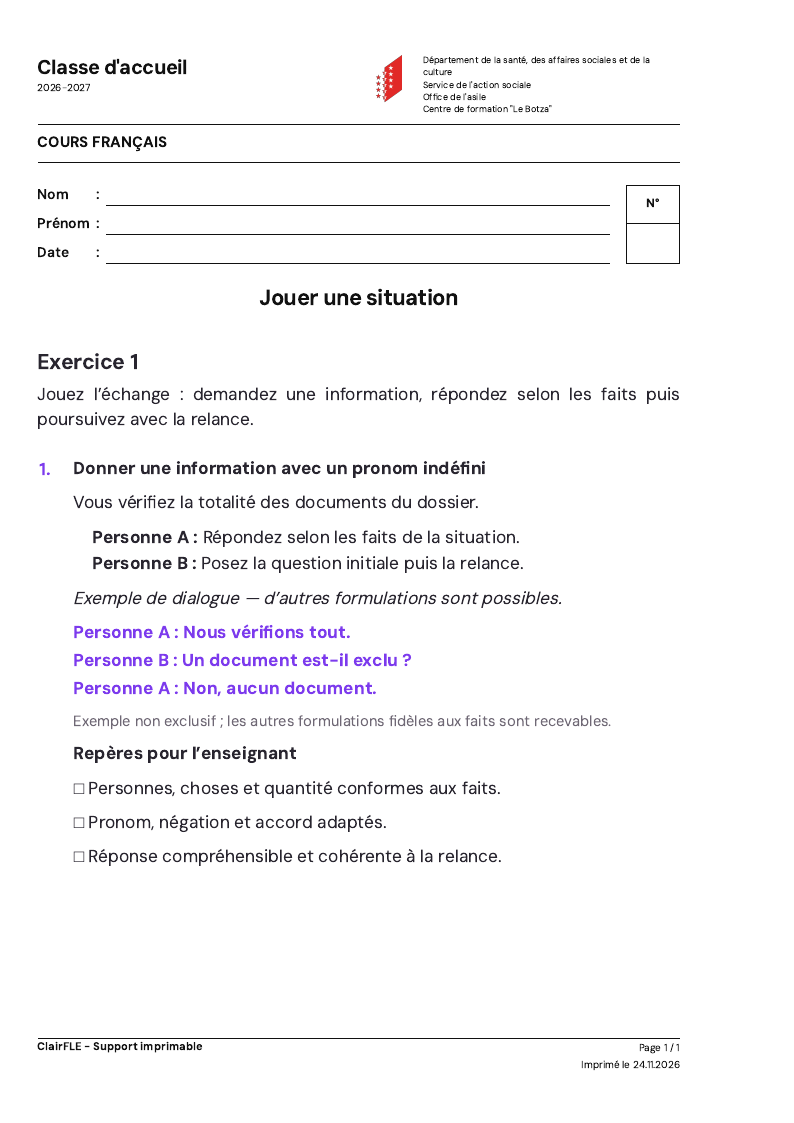 Classe d'accueil
2026-2027
Département de la santé, des affaires sociales et de la
culture
Service de l'action sociale
Office de l'asile
Centre de formation "Le Botza"
COURS FRANÇAIS
Nom :
Prénom :
Date :
N°
Jouer une situation
Exercice 1
Jouez l’échange : demandez une information, répondez selon les faits puis
poursuivez avec la relance.
1. Donner une information avec un pronom indéfini
Vous vérifiez la totalité des documents du dossier.
Personne A : Répondez selon les faits de la situation.
Personne B : Posez la question initiale puis la relance.
Exemple de dialogue — d’autres formulations sont possibles.
Personne A : Nous vérifions tout.
Personne B : Un document est-il exclu ?
Personne A : Non, aucun document.
Exemple non exclusif ; les autres formulations fidèles aux faits sont recevables.
Repères pour l’enseignant
□ Personnes, choses et quantité conformes aux faits.
□ Pronom, négation et accord adaptés.
□ Réponse compréhensible et cohérente à la relance.
ClairFLE - Support imprimable
Page 1 / 1
Imprimé le 24.11.2026